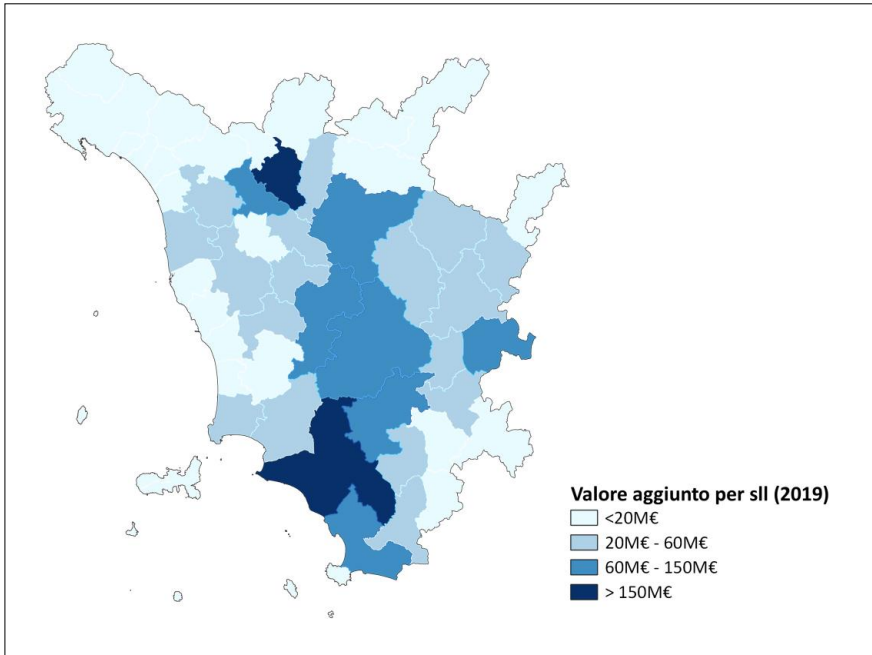 Valore aggiunto per sll (2019)
<20M€
20M€ - 60M€
60M€ - 150M€
> 150M€